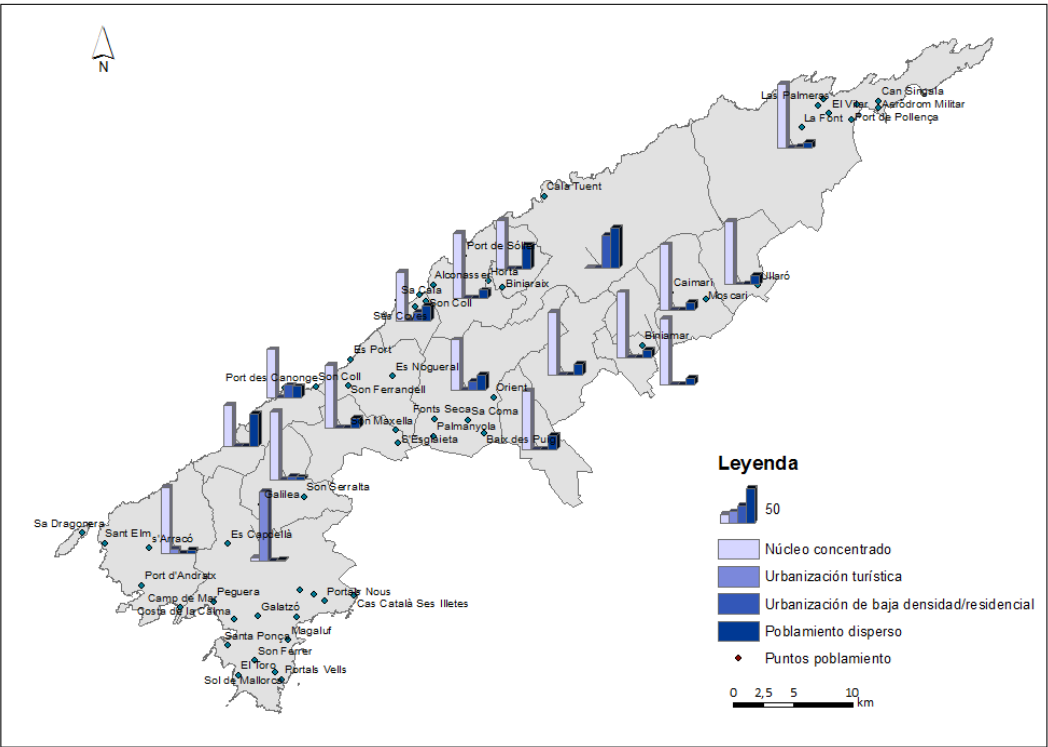 N
Las Palmeras
Can Singala
El Vilar
Aeròdrom Militar
La Font
Port de Pollença
Cala Tuent
Port de Sóller
Alconasser
Horta
Biniaraix
Sa Cala
Son Coll
Ses Coves
Caimari
Ullaró
Moscari
Biniamar
Es Port
Es Nogueral
Port des Canonge
Son Coll
Son Ferrandell
Orient
Fonts Seca
Sa Coma
Son Maxella
Palmanyola
S'Esglaieta
Baix des Puig
Galilea
Son Serralta
Sa Dragonera
Sant Elm
s'Arracó
Es Capdellà
Port d'Andratx
Camp de Mar
Peguera
Portals Nous
Costa de la Calma
Galatzó
Cas Català Ses Illetes
Magaluf
Santa Ponça
Son Ferrer
El Toro
Portals Vells
Sol de Mallorca
Leyenda
50
Núcleo concentrado
Urbanización turística
Urbanización de baja densidad/residencial
Poblamiento disperso
Puntos poblamiento
0 2,5 5 10
km